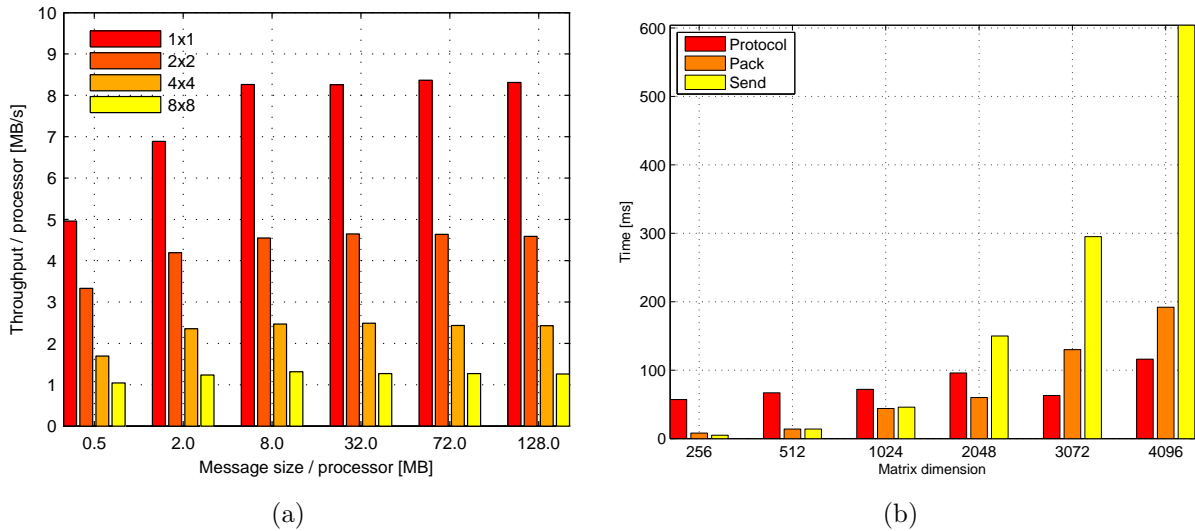 10
9
8
7
6
5
4
3
2
1
0
Throughput / processor [MB/s]
1x1
2x2
4x4
8x8
0.5 2.0 8.0 32.0 72.0 128.0
Message size / processor [MB]
(a)
600
500
400
300
200
100
0
Time [ms]
Protocol
Pack
Send
256 512 1024 2048 3072 4096
Matrix dimension
(b)